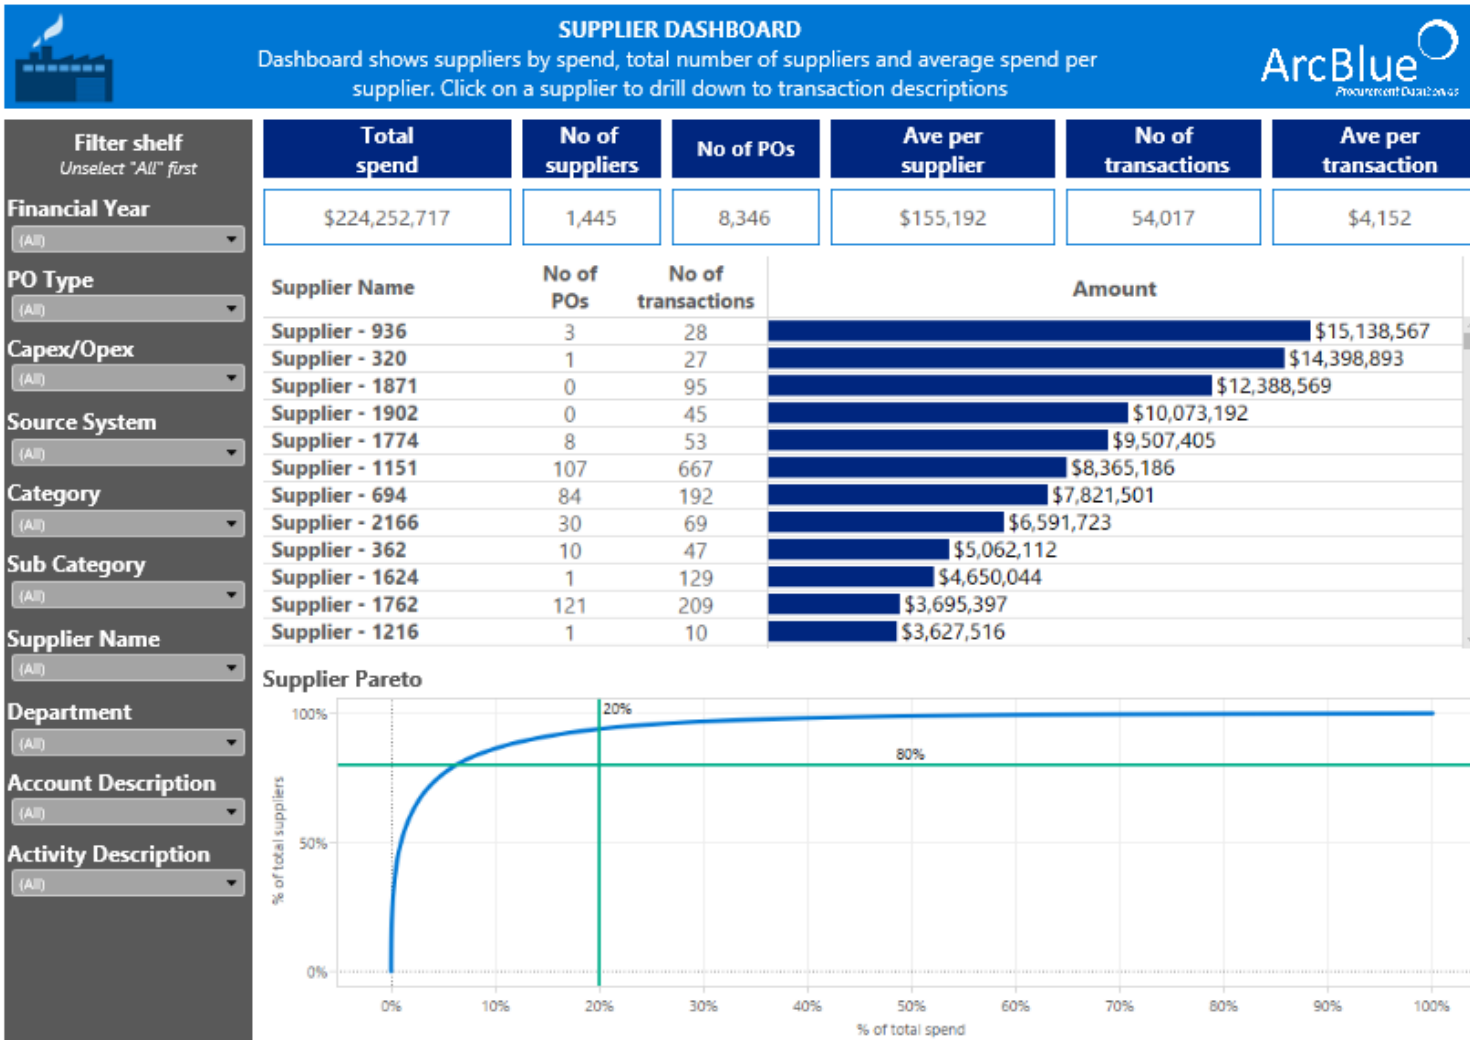 SUPPLIER DASHBOARD
Dashboard shows suppliers by spend, total number of suppliers and average spend per
supplier. Click on a supplier to drill down to transaction descriptions
ArcBlue
Filter shelf
Unselect "All" first
Financial Year
(All)
PO Type
(All)
Capex/Opex
(All)
Source System
(All)
Category
(All)
Sub Category
(All)
Supplier Name
(All)
Department
(All)
Account Description
(All)
Activity Description
(All)
Total spend
No of suppliers
No of POs
Ave per supplier
No of transactions
Ave per transaction
$224,252,717
1,445
8,346
$155,192
54,017
$4,152
Supplier Name No of POs No of transactions Amount
Supplier - 936 3 28 $15,138,567
Supplier - 320 1 27 $14,398,893
Supplier - 1871 0 95 $12,388,569
Supplier - 1902 0 45 $10,073,192
Supplier - 1774 8 53 $9,507,405
Supplier - 1151 107 667 $8,365,186
Supplier - 694 84 192 $7,821,501
Supplier - 2166 30 69 $6,591,723
Supplier - 362 10 47 $5,062,112
Supplier - 1624 1 129 $4,650,044
Supplier - 1762 121 209 $3,695,397
Supplier - 1216 1 10 $3,627,516
Supplier Pareto
% of total suppliers
100%
50%
0%
20%
80%
0% 10% 20% 30% 40% 50% 60% 70% 80% 90% 100%
% of total spend